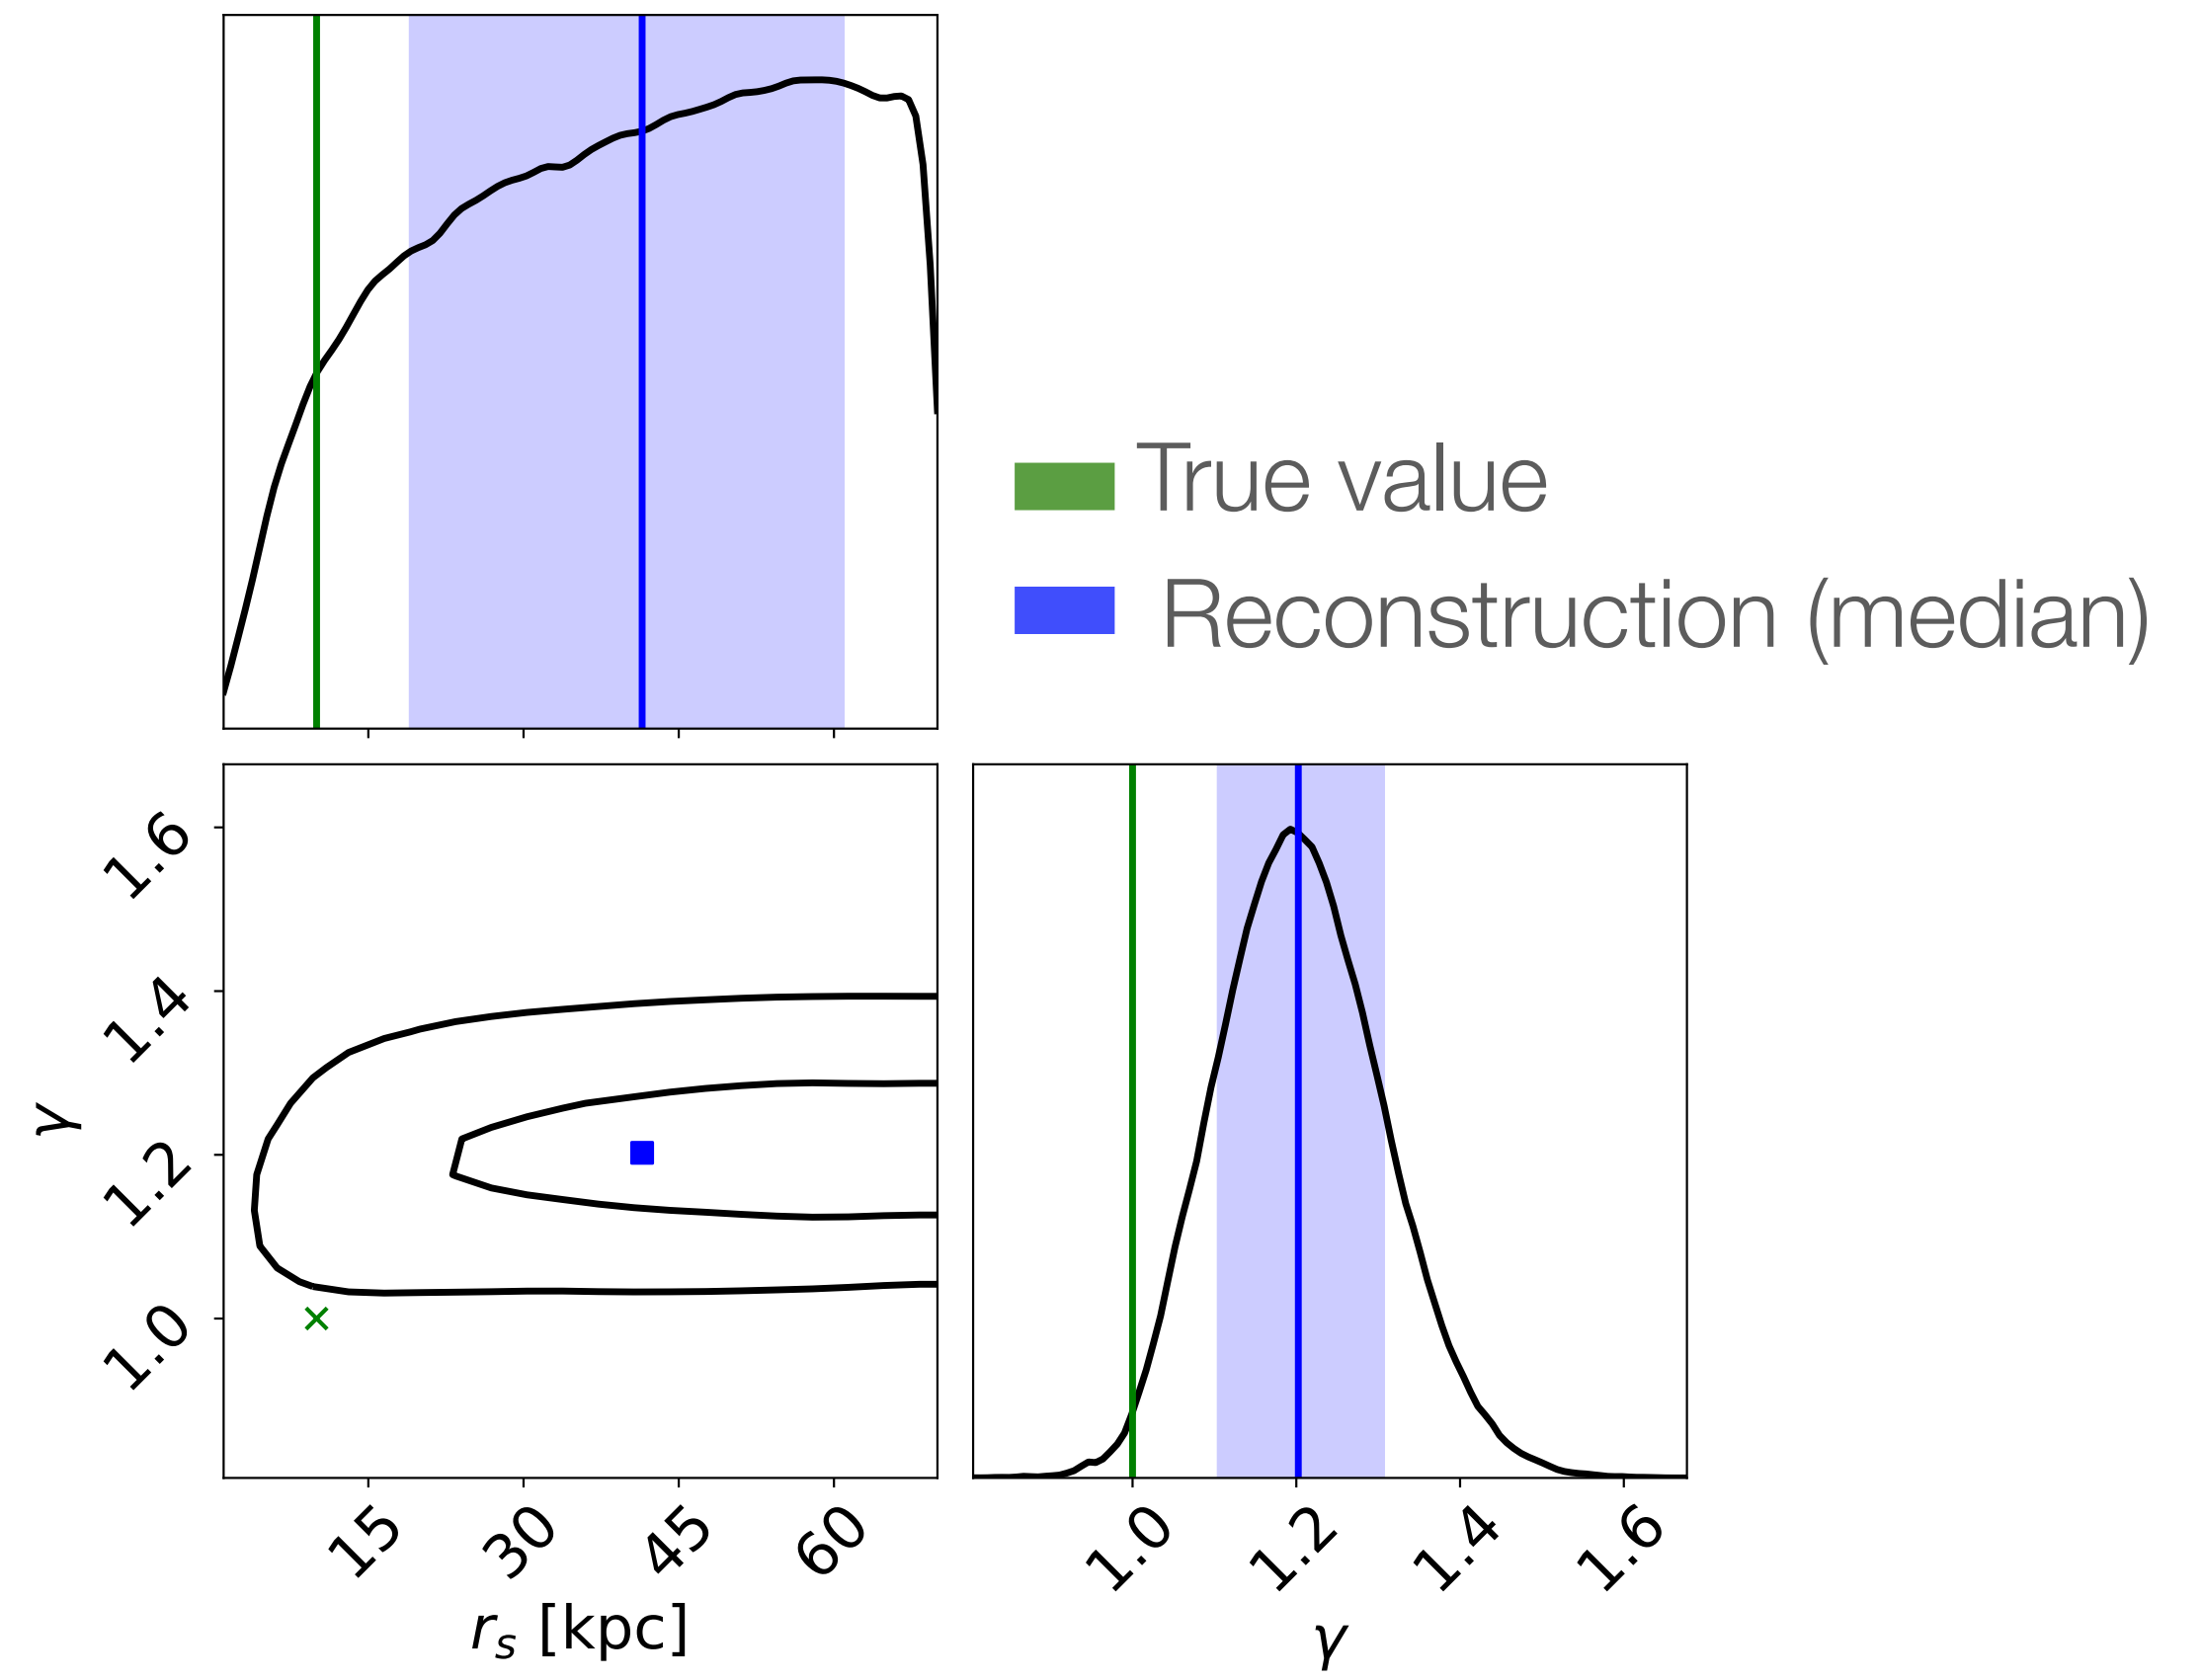 True value
Reconstruction (median)
1.6
1.4
1.2
1.0
γ
15 30 45 60
r_s [kpc]
1.0 1.2 1.4 1.6
γ